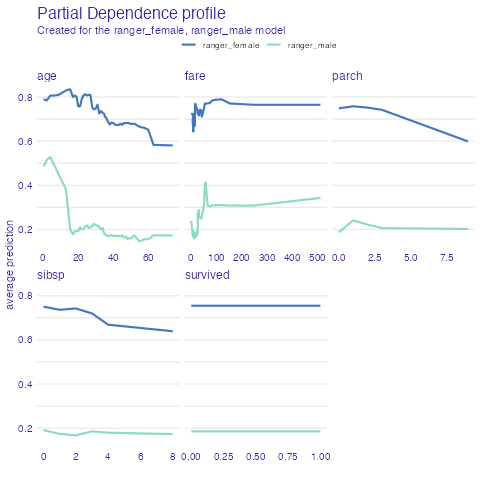 Partial Dependence profile
Created for the ranger_female, ranger_male model
ranger_female ranger_male
age fare parch
0.8
0.6
0.4
0.2
0 20 40 60 0 100 200 300 400 500 0.0 2.5 5.0 7.5
sibsp survived
0.8
0.6
0.4
0.2
0 2 4 6 8 0.00 0.25 0.50 0.75 1.00
average prediction